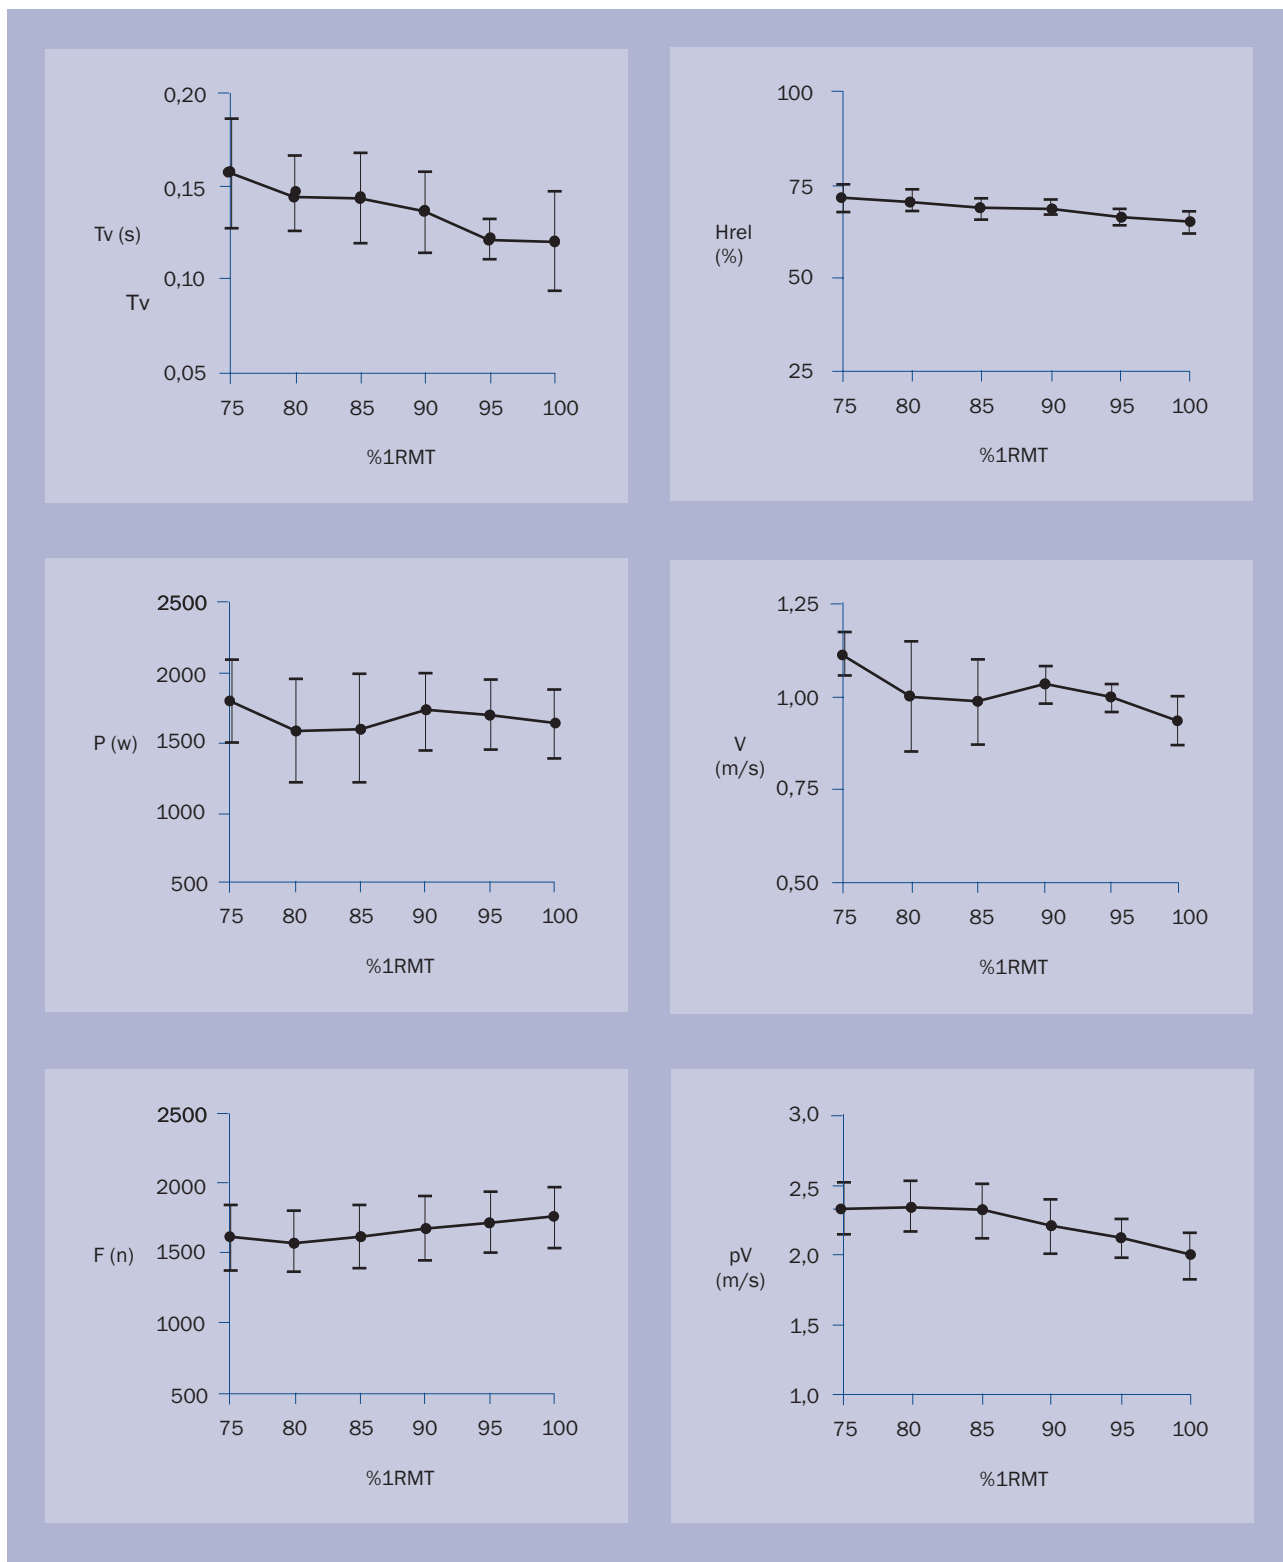 0,20
0,15
Tv (s)
0,10
Tv
0,05
75 80 85 90 95 100
%1RMT
100
75
Hrel
(%)
50
25
75 80 85 90 95 100
%1RMT
2500
2000
P (w) 1500
1000
500
75 80 85 90 95 100
%1RMT
1,25
1,00
V
(m/s)
0,75
0,50
75 80 85 90 95 100
%1RMT
2500
2000
F (n) 1500
1000
500
75 80 85 90 95 100
%1RMT
3,0
2,5
pV 2,0
(m/s)
1,5
1,0
75 80 85 90 95 100
%1RMT